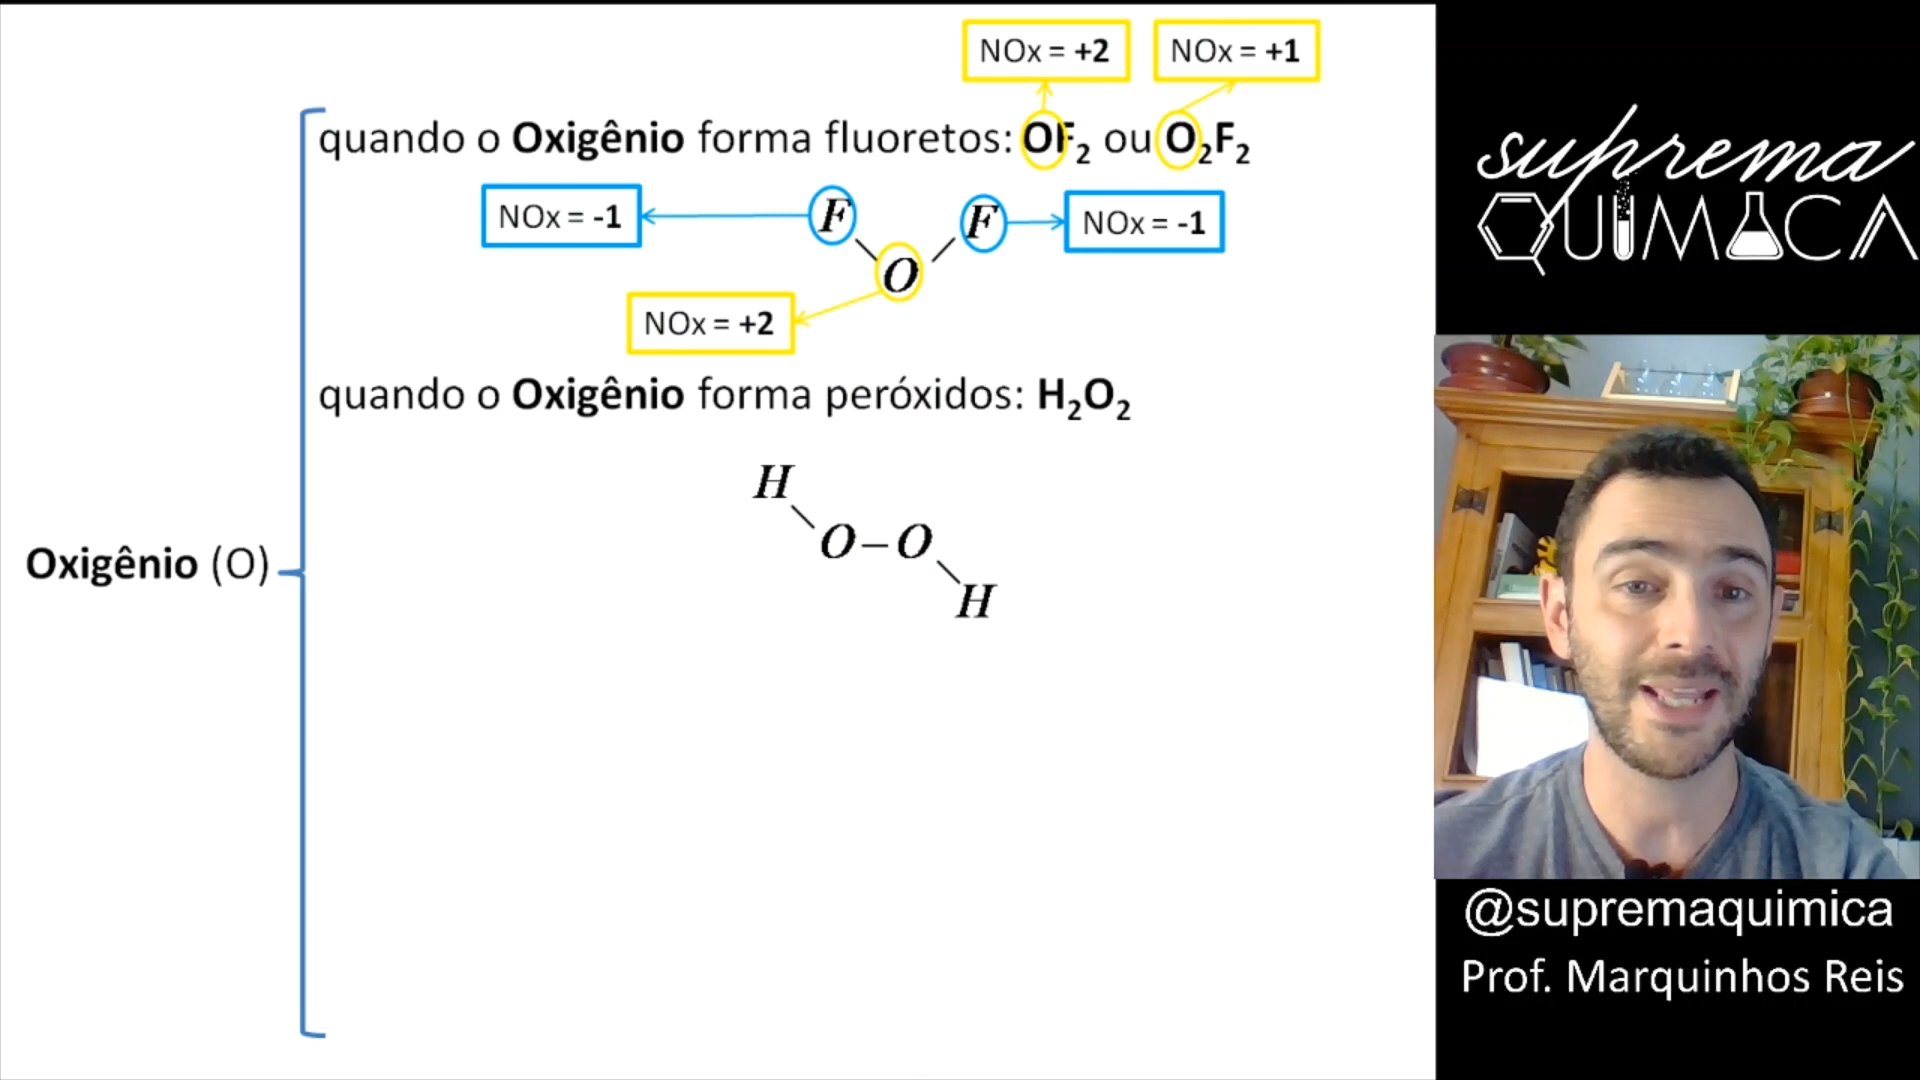 NOx = +2 NOx = +1
quando o Oxigênio forma fluoretos: OF₂ ou O₂F₂
NOx = -1 F F NOx = -1
O
NOx = +2
quando o Oxigênio forma peróxidos: H₂O₂
H
O – O
H
Oxigênio (O)
suprema
QUÍMICA
@supremaquimica
Prof. Marquinhos Reis